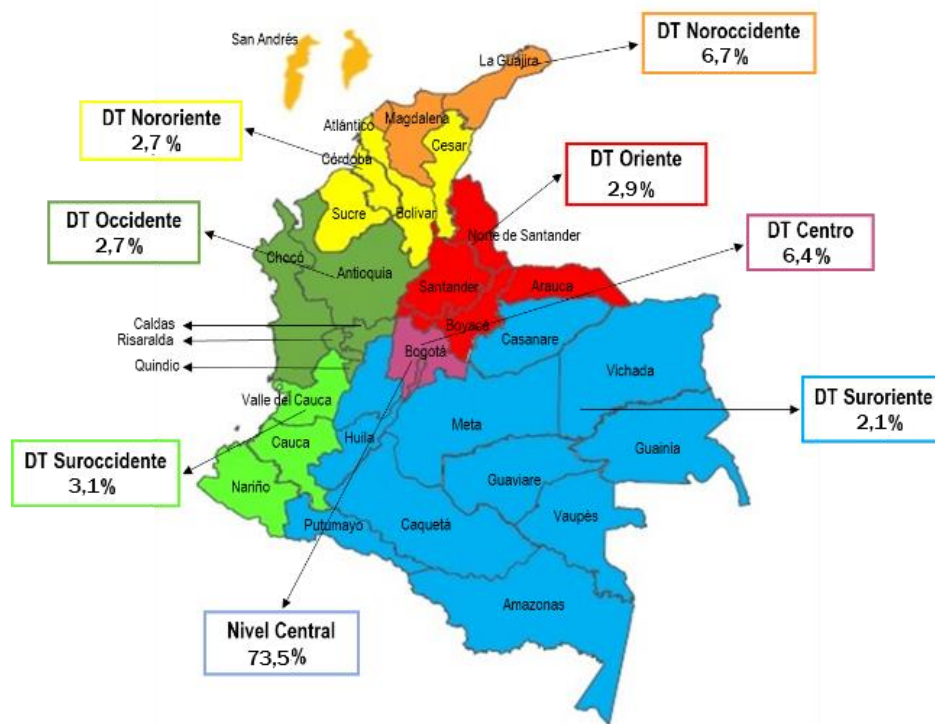 San Andrés
DT Noroccidente
6,7%
La Guájira
DT Nororiente
2,7 %
Atlántico
Magdalena
Cesar
Córdoba
DT Oriente
2,9%
Sucre
Bolívar
DT Occidente
2,7%
Norte de Santander
DT Centro
6,4%
Chocó
Antioquia
Santander
Arauca
Caldas
Boyacá
Risaralda
Casanare
Bogotá
Quindio
Vichada
Valle del Cauca
DT Suroriente
2,1%
Meta
Cauca
Huila
Guainía
DT Suroccidente
3,1%
Guaviare
Nariño
Vaupés
Putumayo
Caquetá
Amazonas
Nivel Central
73,5%